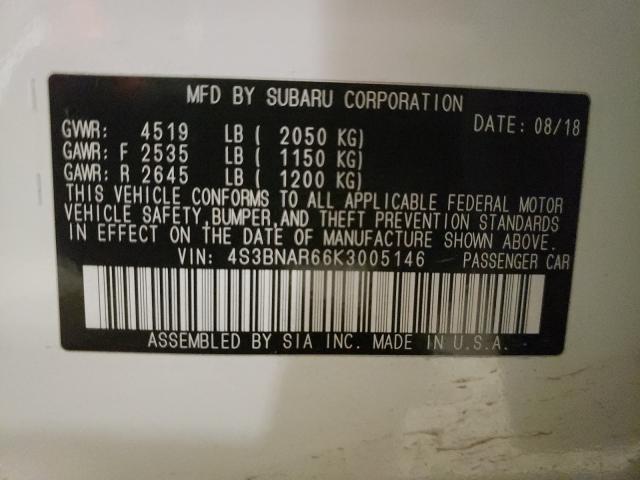 MFD BY SUBARU CORPORATION
DATE: 08/18
GVWR: 4519 LB ( 2050 KG)
GAWR: F 2535 LB ( 1150 KG)
GAWR: R 2645 LB ( 1200 KG)
THIS VEHICLE CONFORMS TO ALL APPLICABLE FEDERAL MOTOR
VEHICLE SAFETY,BUMPER,AND THEFT PREVENTION STANDARDS
IN EFFECT ON THE DATE OF MANUFACTURE SHOWN ABOVE.
VIN: 4S3BNAR66K3005146 PASSENGER CAR
ASSEMBLED BY SIA INC. MADE IN U.S.A.